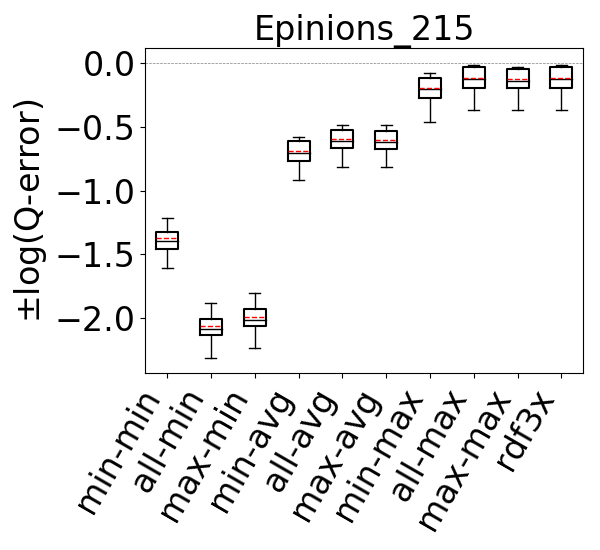 Epinions_215
±log(Q-error)
0.0
−0.5
−1.0
−1.5
−2.0
min-min
all-min
max-min
min-avg
all-avg
max-avg
min-max
all-max
max-max
rdf3x